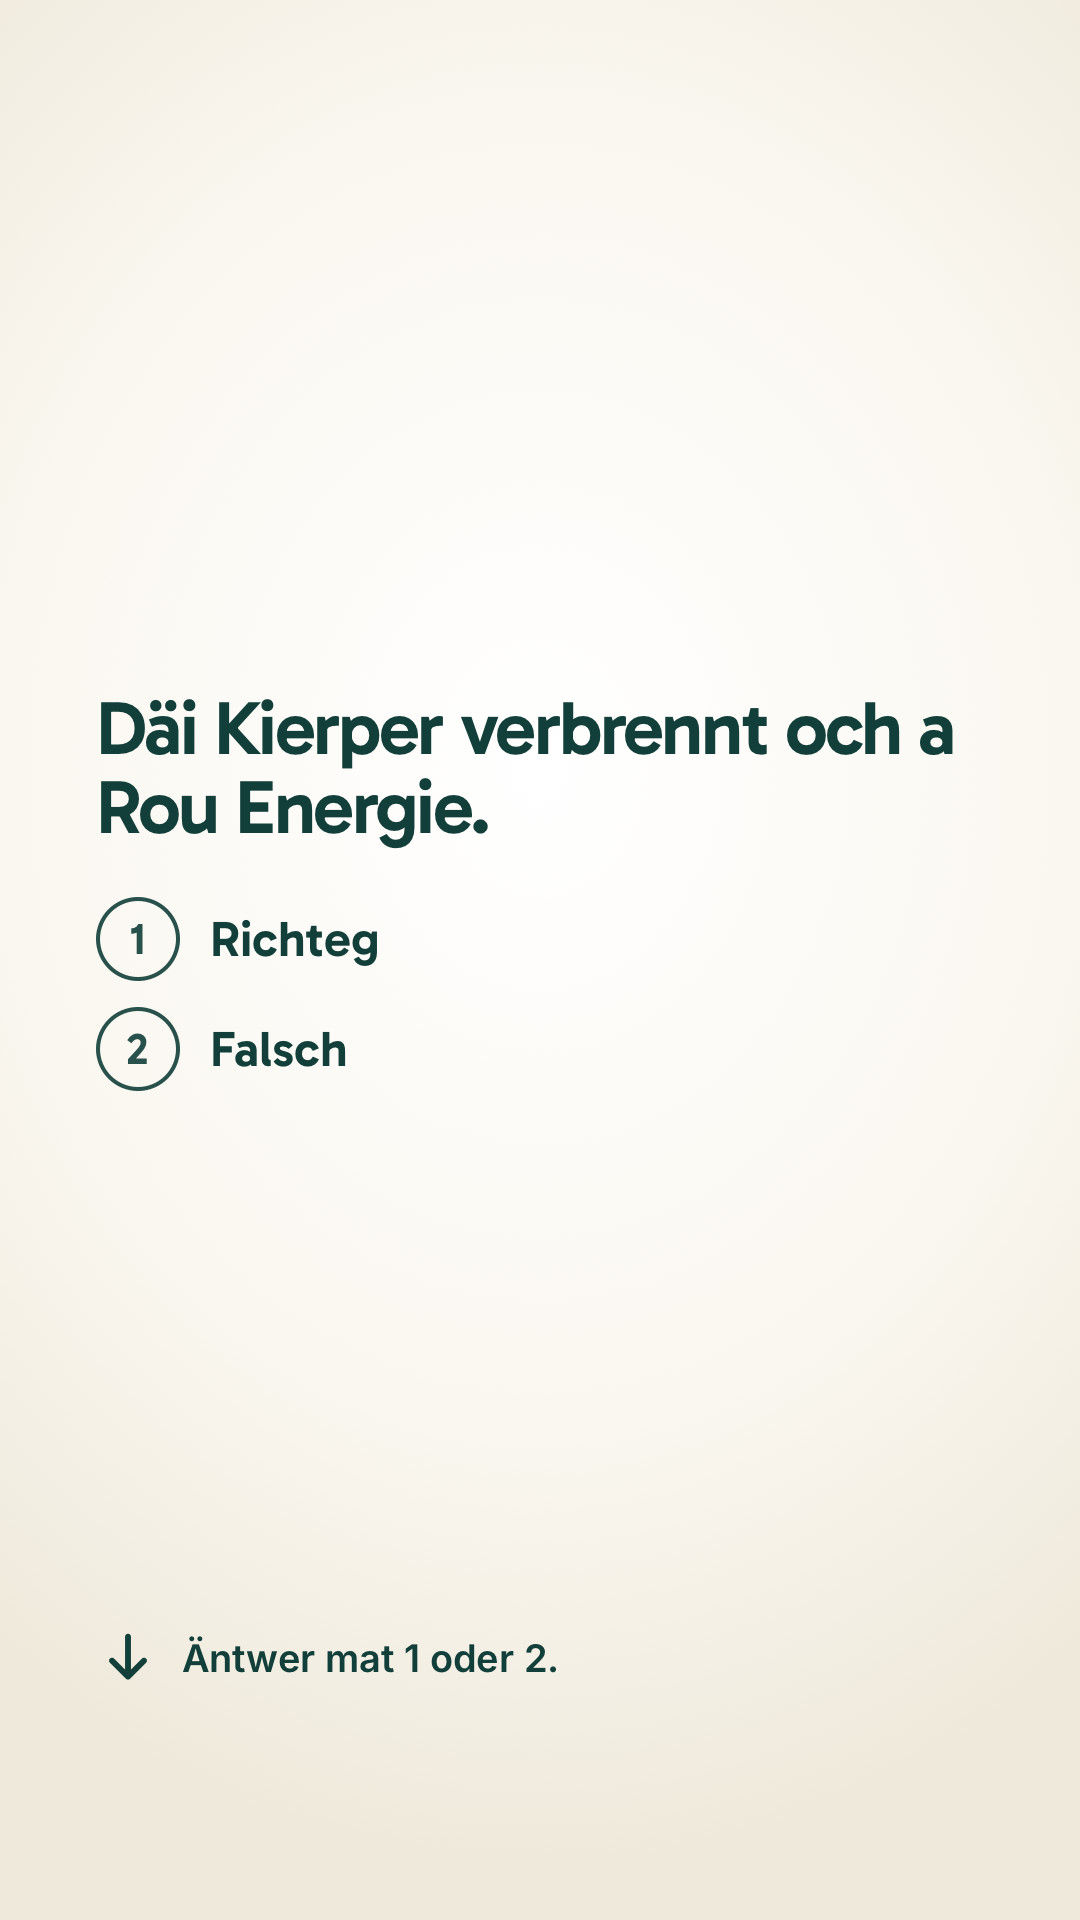 Däi Kierper verbrennt och a
Rou Energie.
1 Richteg
2 Falsch
Äntwer mat 1 oder 2.